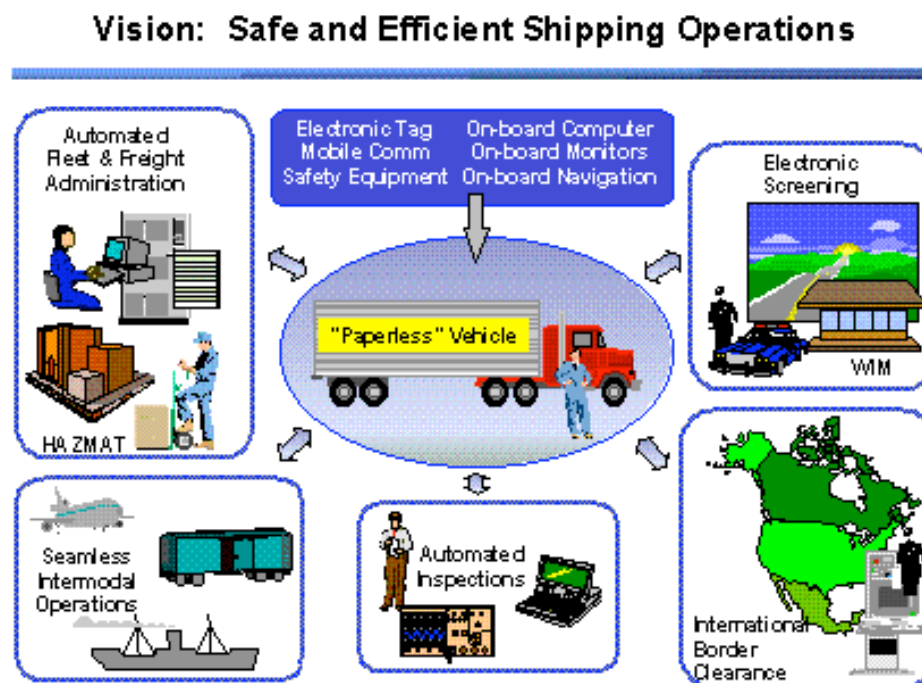 Vision: Safe and Efficient Shipping Operations
Automated
Fleet & Freight
Administration
HAZMAT
Electronic Tag On-board Computer
Mobile Comm On-board Monitors
Safety Equipment On-board Navigation
Electronic
Screening
WIM
"Paperless" Vehicle
Seamless
Intermodal
Operations
Automated
Inspections
International
Border
Clearance